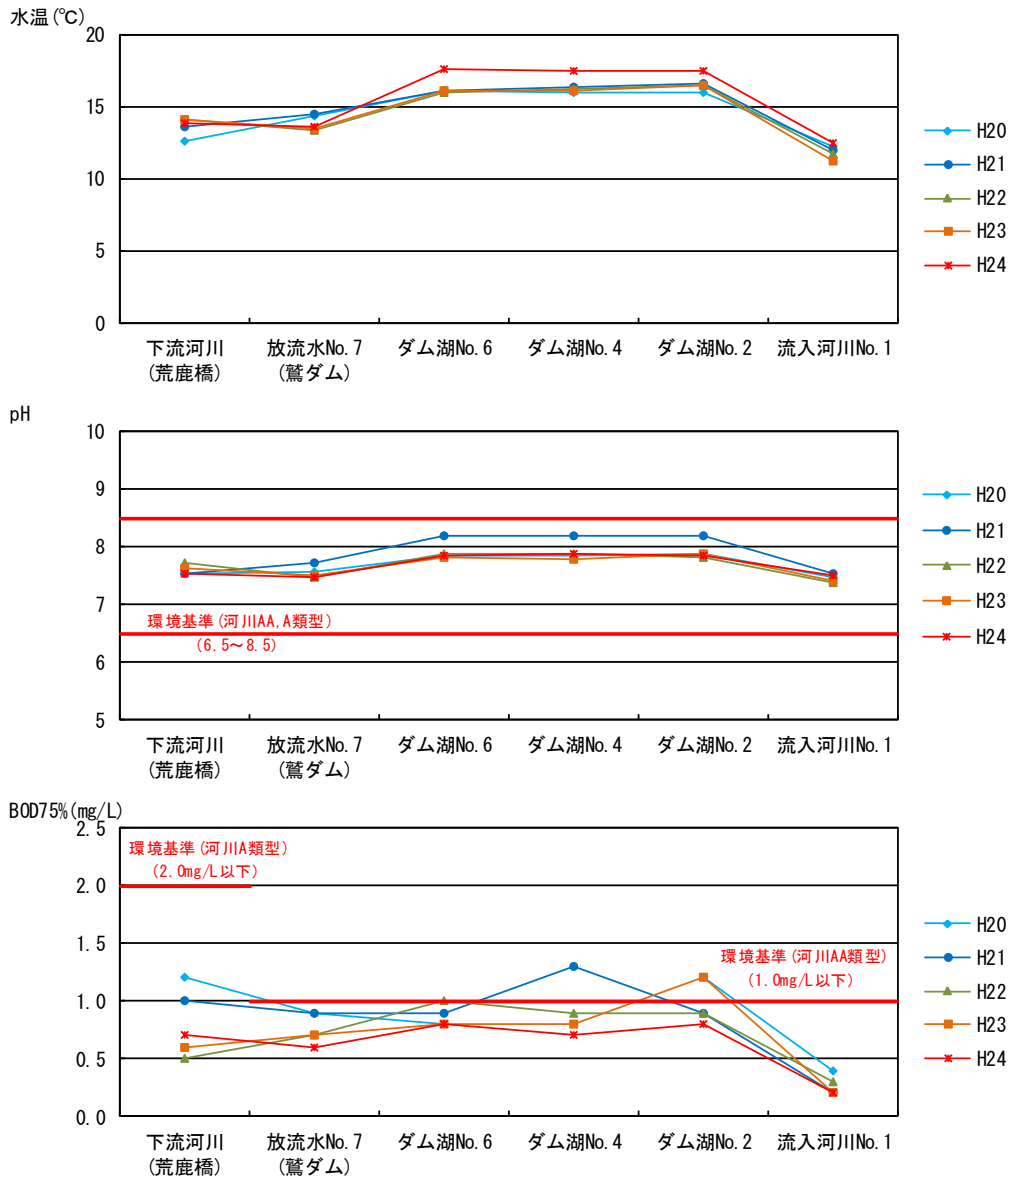 水温(℃)
20
15
10
5
0
下流河川 放流水No.7 ダム湖No.6 ダム湖No.4 ダム湖No.2 流入河川No.1
(荒鹿橋) (鷲ダム)
H20
H21
H22
H23
H24
pH
10
9
8
7
6
5
環境基準(河川AA,A類型)
(6.5～8.5)
下流河川 放流水No.7 ダム湖No.6 ダム湖No.4 ダム湖No.2 流入河川No.1
(荒鹿橋) (鷲ダム)
H20
H21
H22
H23
H24
BOD75%(mg/L)
2.5
2.0
1.5
1.0
0.5
0.0
環境基準(河川A類型)
(2.0mg/L以下)
環境基準(河川AA類型)
(1.0mg/L以下)
下流河川 放流水No.7 ダム湖No.6 ダム湖No.4 ダム湖No.2 流入河川No.1
(荒鹿橋) (鷲ダム)
H20
H21
H22
H23
H24